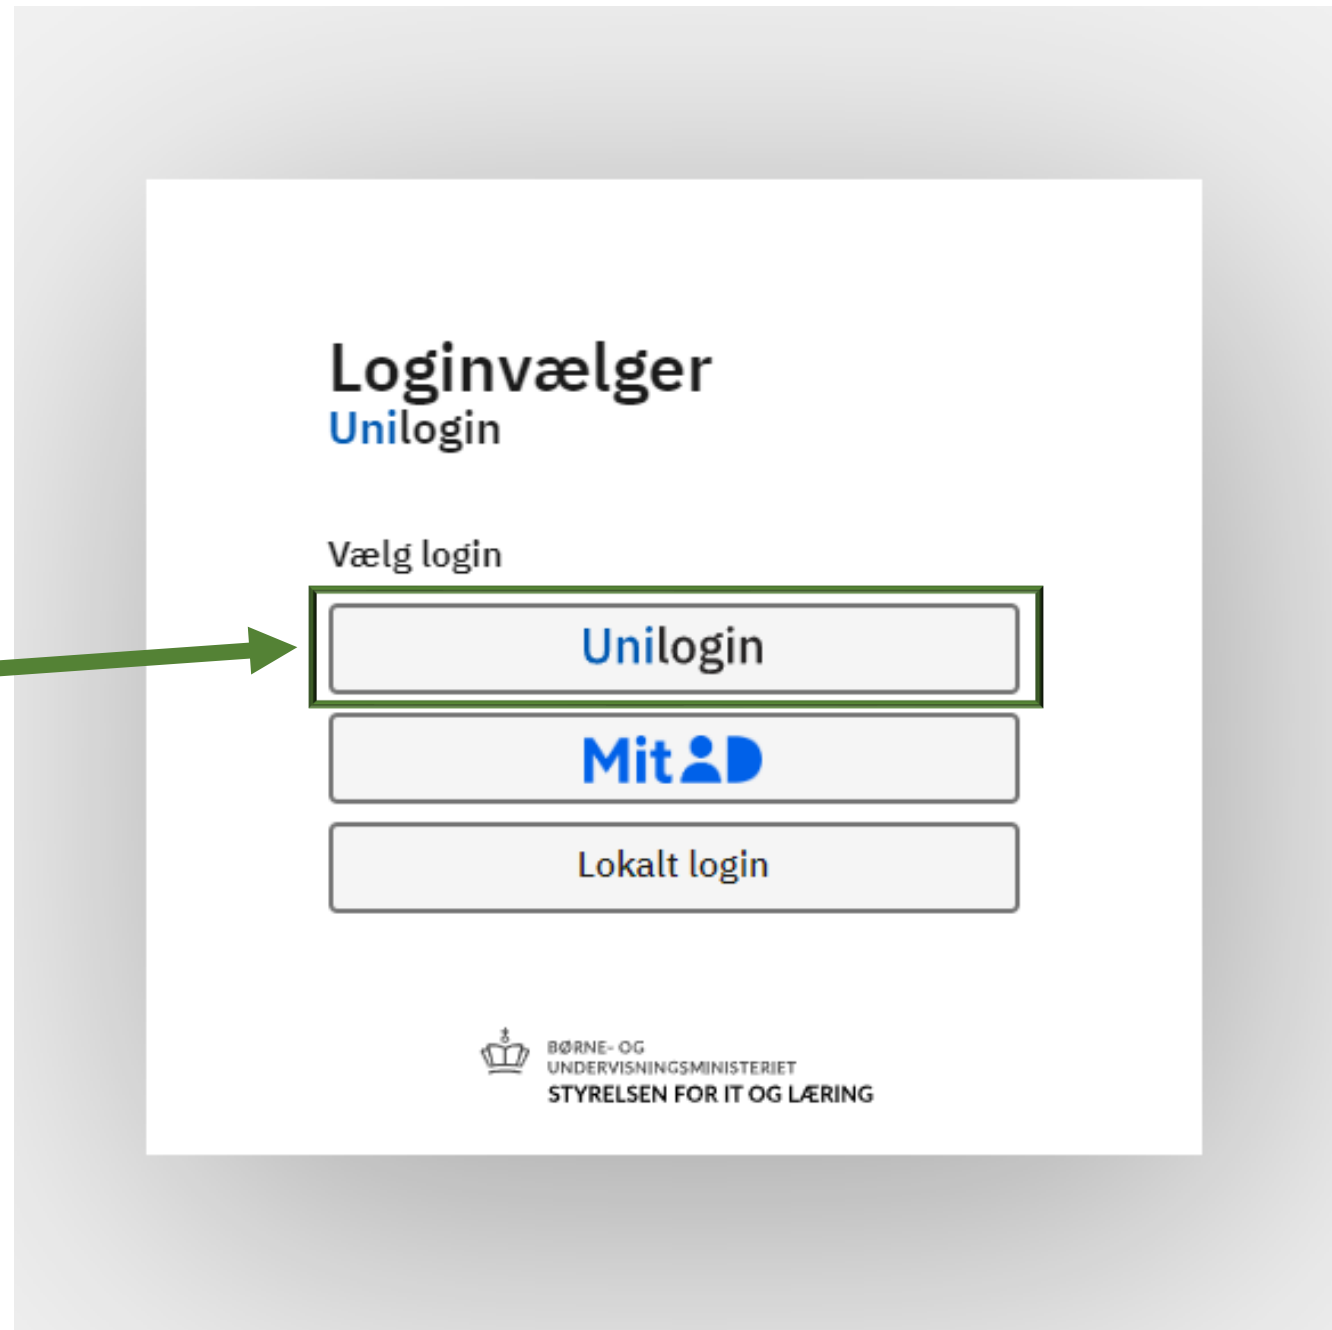 Loginvælger
Unilogin
Vælg login
Unilogin
MitID
Lokalt login
BØRNE- OG
UNDERVISNINGSMINISTERIET
STYRELSEN FOR IT OG LÆRING